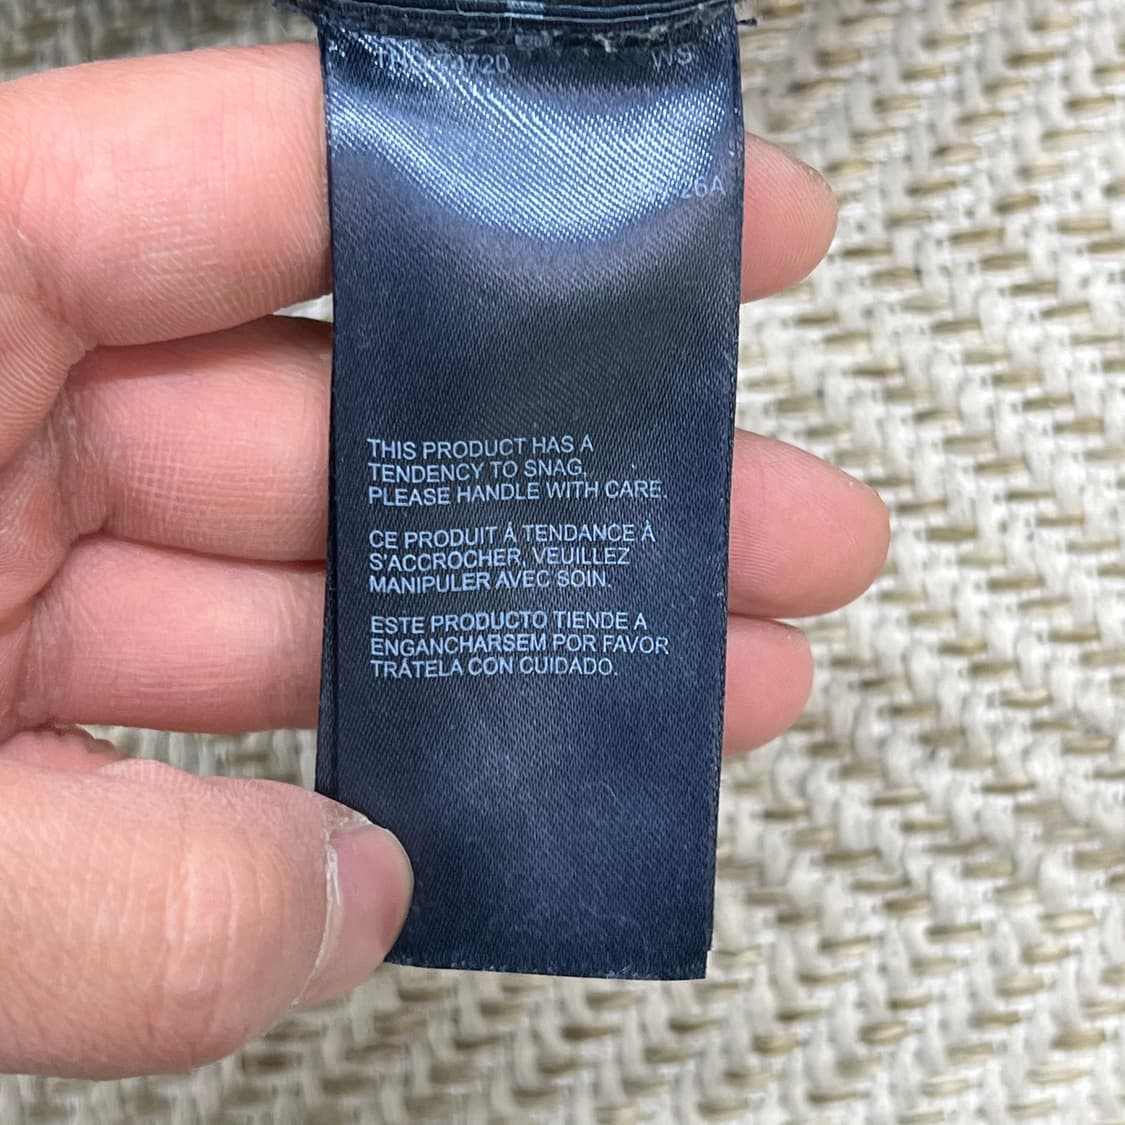 WS
THIS PRODUCT HAS A
TENDENCY TO SNAG.
PLEASE HANDLE WITH CARE.
CE PRODUIT À TENDANCE À
S'ACCROCHER, VEUILLEZ
MANIPULER AVEC SOIN.
ESTE PRODUCTO TIENDE A
ENGANCHARSEM POR FAVOR
TRÁTELA CON CUIDADO.